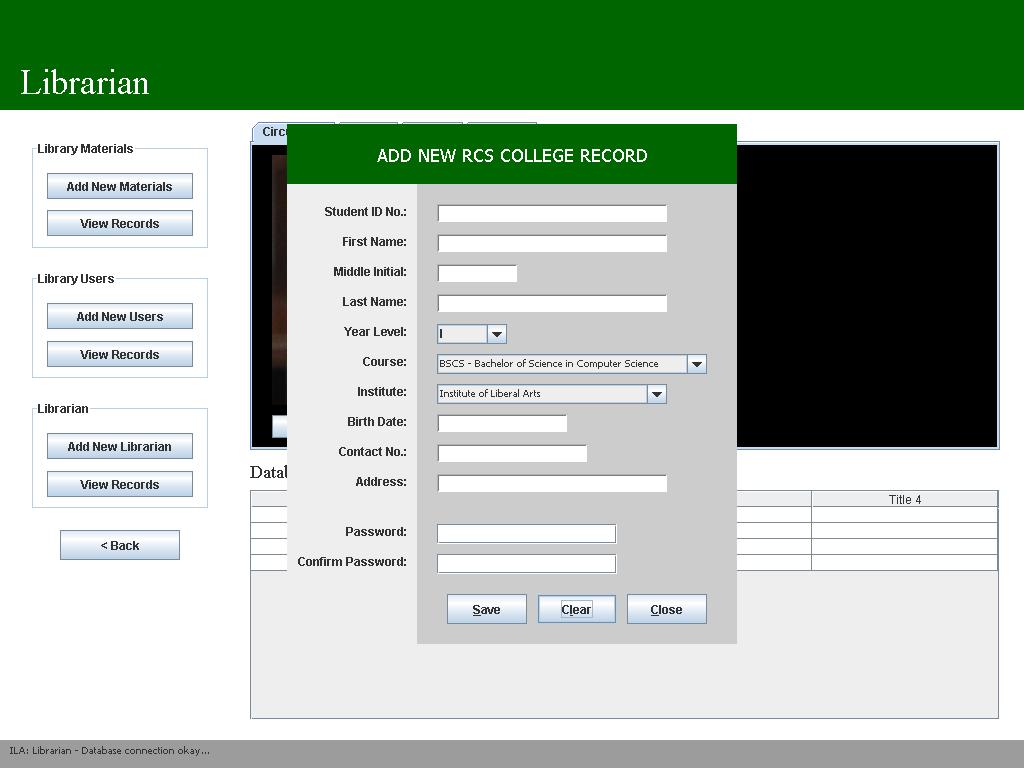 Librarian
Library Materials
Add New Materials
View Records
Library Users
Add New Users
View Records
Librarian
Add New Librarian
View Records
< Back
Circ
ADD NEW RCS COLLEGE RECORD
Student ID No.:
First Name:
Middle Initial:
Last Name:
Year Level:
I
Course:
BSCS - Bachelor of Science in Computer Science
Institute:
Institute of Liberal Arts
Birth Date:
Contact No.:
Address:
Password:
Confirm Password:
Save
Clear
Close
Datab
Title 4
ILA: Librarian - Database connection okay...